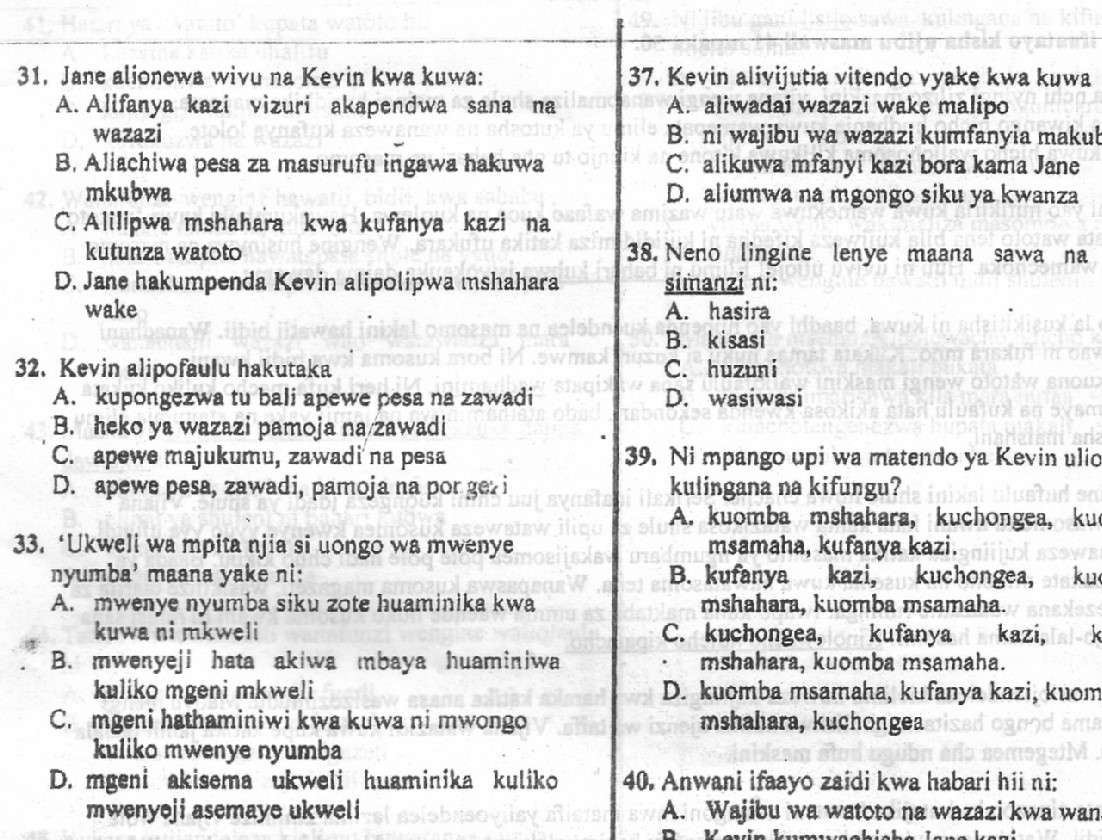 31. Jane alionewa wivu na Kevin kwa kuwa:
A. Alifanya kazi vizuri akapendwa sana na
wazazi
B. Aliachiwa pesa za masurufu ingawa hakuwa
mkubwa
C. Alilipwa mshahara kwa kufanya kazi na
kutunza watoto
D. Jane hakumpenda Kevin alipolipwa mshahara
wake
32. Kevin alipofaulu hakutaka
A. kupongezwa tu bali apewe pesa na zawadi
B. heko ya wazazi pamoja na zawadi
C. apewe majukumu, zawadi na pesa
D. apewe pesa, zawadi, pamoja na
33. 'Ukweli wa mpita njia si uongo wa mwenye
nyumba' maana yake ni:
A. mwenye nyumba siku zote huaminika kwa
kuwa ni mkweli
B. mwenyeji hata akiwa mbaya huaminiwa
kuliko mgeni mkweli
C. mgeni hathaminiwi kwa kuwa ni mwongo
kuliko mwenye nyumba
D. mgeni akisema ukweli huaminika kuliko
mwenyeji asemaye ukweli
37. Kevin alivijutia vitendo vyake kwa kuwa
A. aliwadai wazazi wake malipo
B. ni wajibu wa wazazi kumfanyia
C. alikuwa mfanyi kazi bora kama Jane
D. aliumwa na mgongo siku ya kwanza
38. Neno lingine lenye maana sawa na
simanzi ni:
A. hasira
B. kisasi
C. huzuni
D. wasiwasi
39. Ni mpango upi wa matendo ya Kevin
kulingana na kifungu?
A. kuomba mshahara, kuchongea,
msamaha, kufanya kazi.
B. kufanya kazi, kuchongea,
mshahara, kuomba msamaha.
C. kuchongea, kufanya kazi,
mshahara, kuomba msamaha.
D. kuomba msamaha, kufanya kazi,
mshahara, kuchongea
40. Anwani ifaayo zaidi kwa habari hii ni:
A. Wajibu wa watoto na wazazi kwa